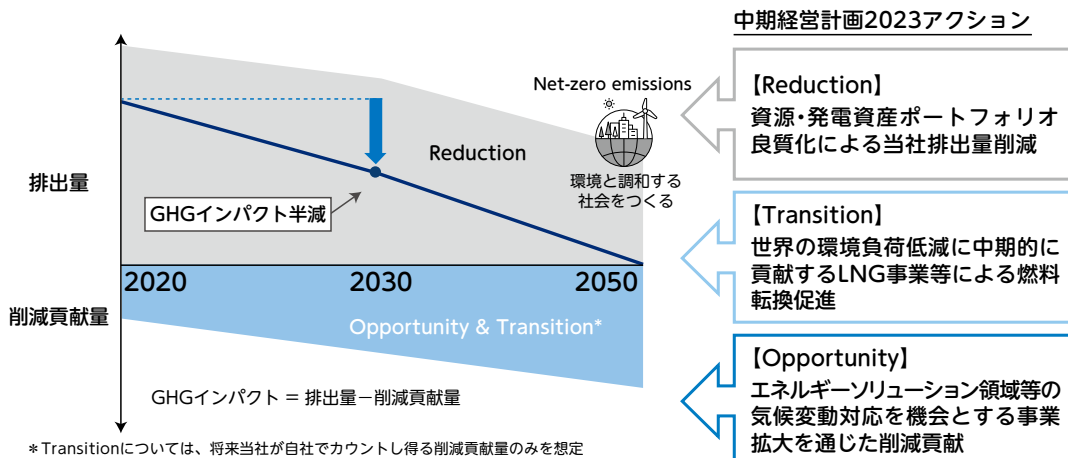 中期経営計画2023アクション
Net-zero emissions
Reduction
環境と調和する
社会をつくる
排出量
GHGインパクト半減
2020
2030
2050
削減貢献量
Opportunity & Transition*
GHGインパクト = 排出量－削減貢献量
*Transitionについては、将来当社が自社でカウントし得る削減貢献量のみを想定
【Reduction】
資源・発電資産ポートフォリオ
良質化による当社排出量削減
【Transition】
世界の環境負荷低減に中期的に
貢献するLNG事業等による燃料
転換促進
【Opportunity】
エネルギーソリューション領域等の
気候変動対応を機会とする事業
拡大を通じた削減貢献